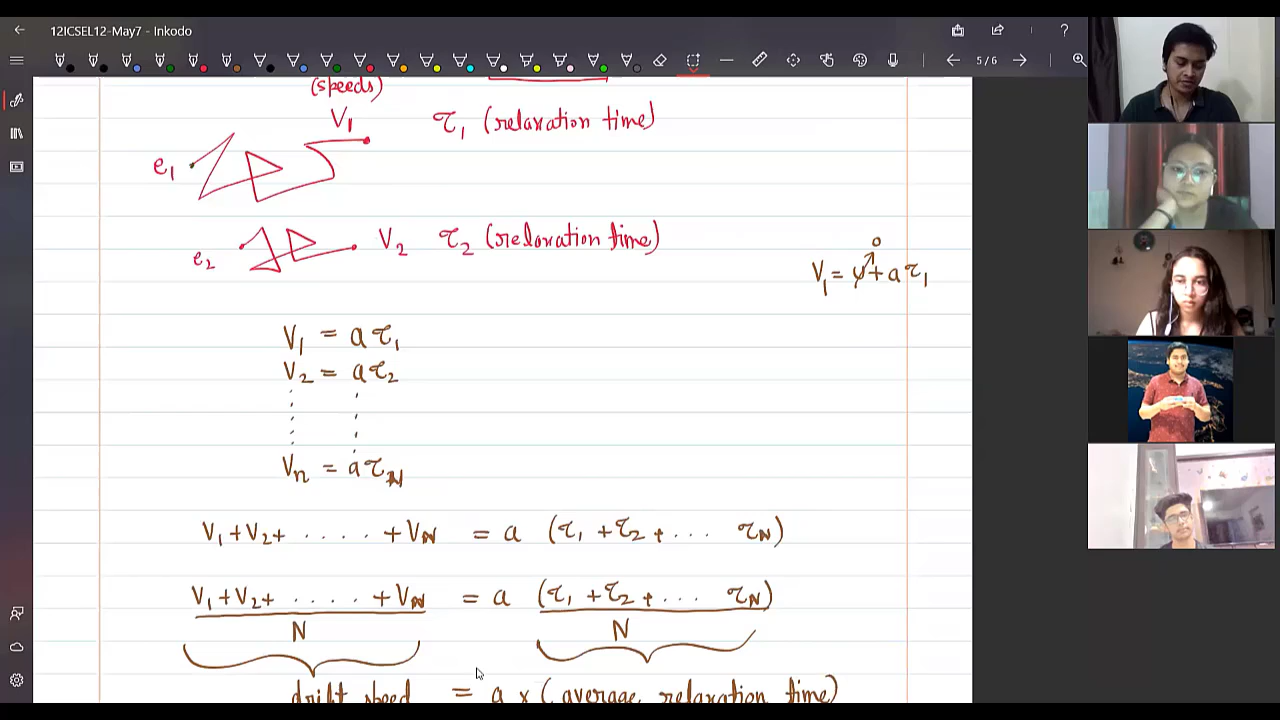 12ICSEL12-May7 - Inkodo
5/6
(speeds)
V1 τ1 (relaxation time)
e1
e2 V2 τ2 (relaxation time)
0
V1 = u + aτ1
V1 = aτ1
V2 = aτ2
Vn = aτN
V1+V2+ ..... +VN = a (τ1 +τ2 + ... τN)
V1+V2+ ..... +VN = a (τ1 +τ2 + ... τN)
N N
drift speed = a x (average relaxation time)